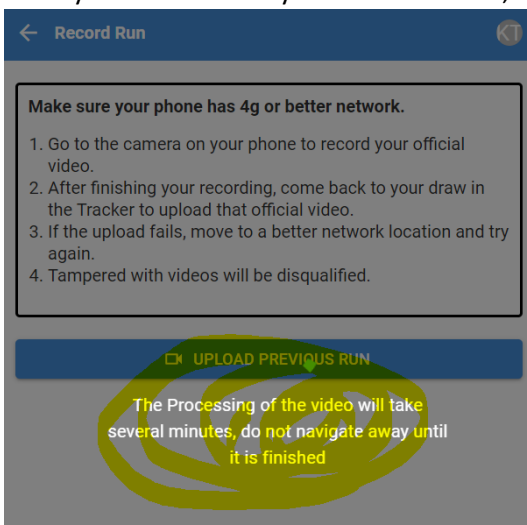 Record Run
KT
Make sure your phone has 4g or better network.
1. Go to the camera on your phone to record your official
video.
2. After finishing your recording, come back to your draw in
the Tracker to upload that official video.
3. If the upload fails, move to a better network location and try
again.
4. Tampered with videos will be disqualified.
UPLOAD PREVIOUS RUN
The Processing of the video will take
several minutes, do not navigate away until
it is finished